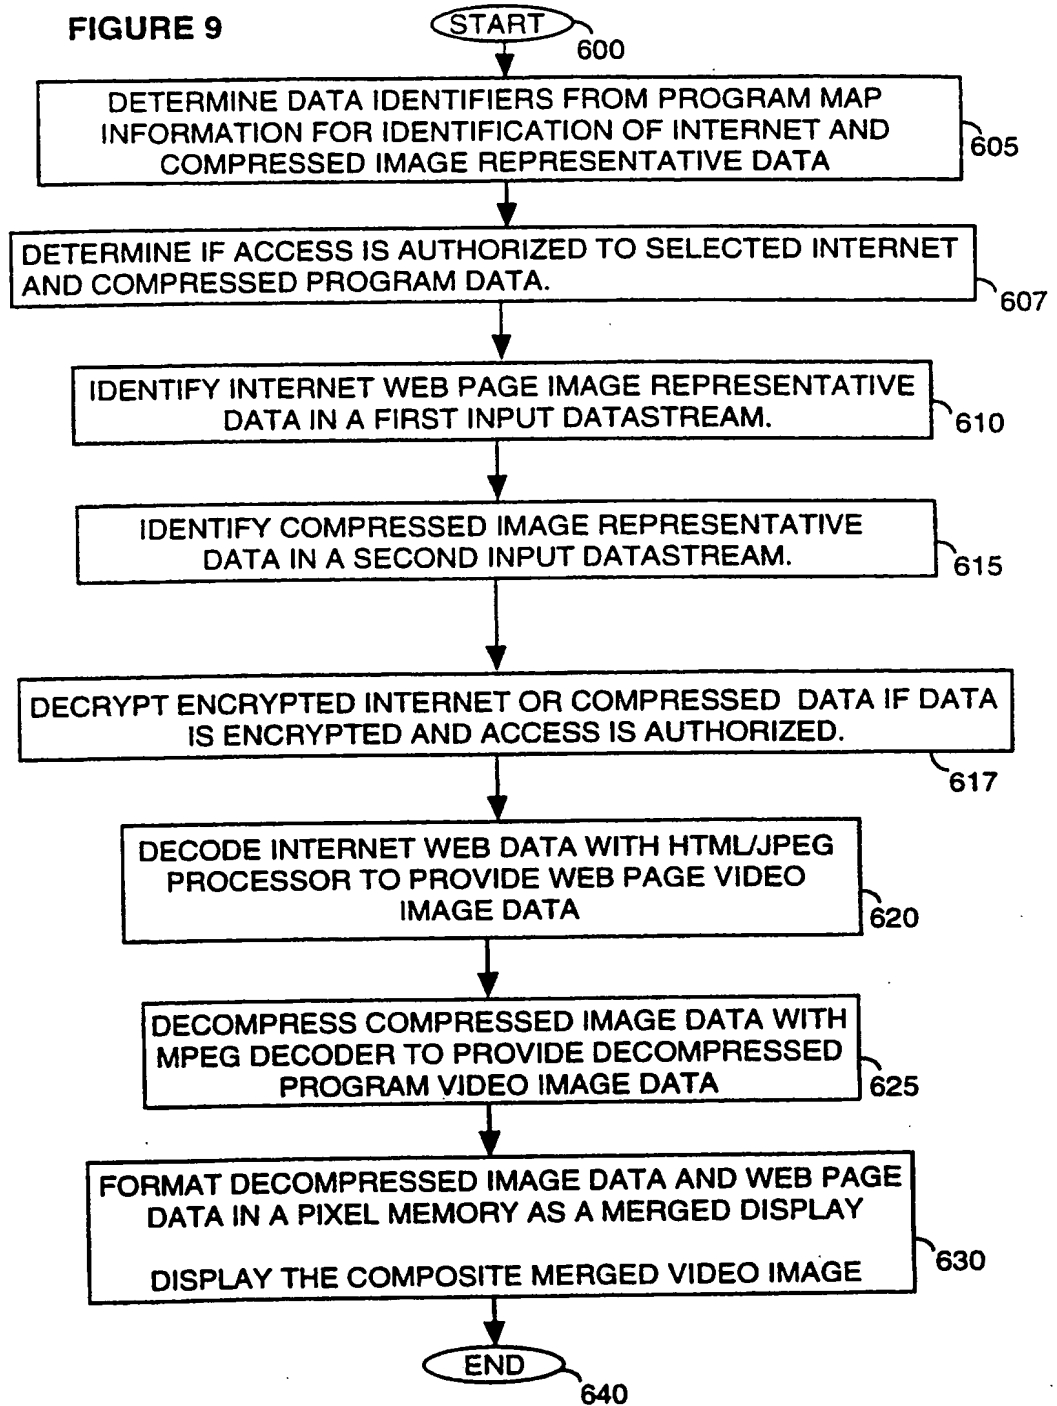 FIGURE 9
START
600
DETERMINE DATA IDENTIFIERS FROM PROGRAM MAP
INFORMATION FOR IDENTIFICATION OF INTERNET AND
COMPRESSED IMAGE REPRESENTATIVE DATA
605
DETERMINE IF ACCESS IS AUTHORIZED TO SELECTED INTERNET
AND COMPRESSED PROGRAM DATA.
607
IDENTIFY INTERNET WEB PAGE IMAGE REPRESENTATIVE
DATA IN A FIRST INPUT DATASTREAM.
610
IDENTIFY COMPRESSED IMAGE REPRESENTATIVE
DATA IN A SECOND INPUT DATASTREAM.
615
DECRYPT ENCRYPTED INTERNET OR COMPRESSED DATA IF DATA
IS ENCRYPTED AND ACCESS IS AUTHORIZED.
617
DECODE INTERNET WEB DATA WITH HTML/JPEG
PROCESSOR TO PROVIDE WEB PAGE VIDEO
IMAGE DATA
620
DECOMPRESS COMPRESSED IMAGE DATA WITH
MPEG DECODER TO PROVIDE DECOMPRESSED
PROGRAM VIDEO IMAGE DATA
625
FORMAT DECOMPRESSED IMAGE DATA AND WEB PAGE
DATA IN A PIXEL MEMORY AS A MERGED DISPLAY
DISPLAY THE COMPOSITE MERGED VIDEO IMAGE
630
END
640